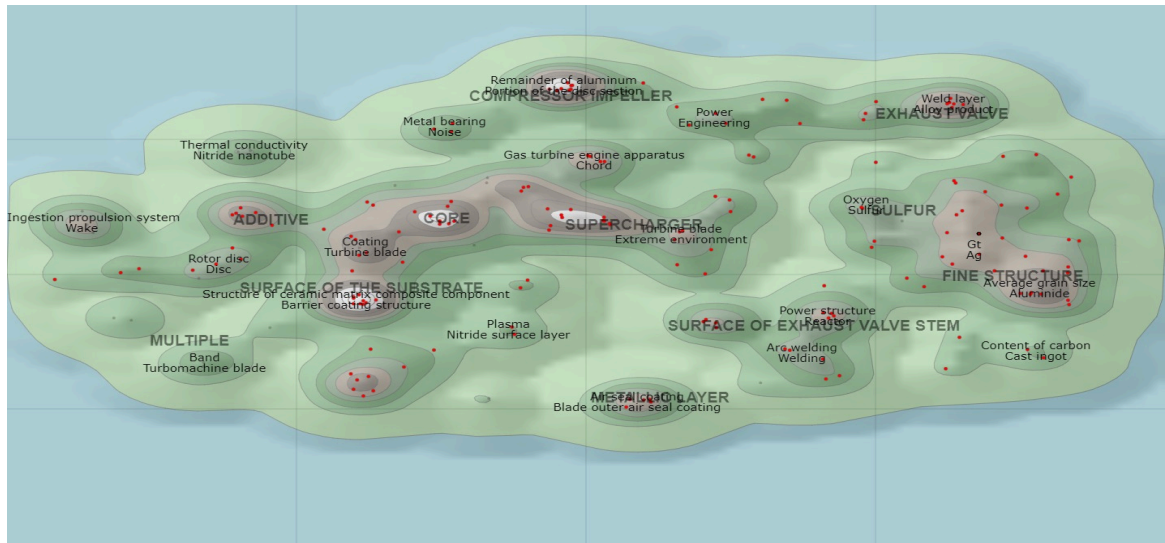 Remainder of aluminum
Portion of the disc section
COMPRESSOR IMPELLER
Weld layer
Alloy product
EXHAUST VALVE
Power
Engineering
Metal bearing
Noise
Thermal conductivity
Nitride nanotube
Gas turbine engine apparatus
Chord
Oxygen
Sulfur
SULFUR
Ingestion propulsion system
Wake
ADDITIVE
CORE
SUPERCHARGER
Turbine blade
Extreme environment
Coating
Turbine blade
Gt
Ag
Rotor disc
Disc
FINE STRUCTURE
Average grain size
Aluminide
SURFACE OF THE SUBSTRATE
Structure of ceramic matrix composite component
Barrier coating structure
Power structure
Reactor
SURFACE OF EXHAUST VALVE STEM
Plasma
Nitride surface layer
MULTIPLE
Arc welding
Welding
Content of carbon
Cast ingot
Band
Turbomachine blade
METALLIC LAYER
Air seal coating
Blade outer air seal coating